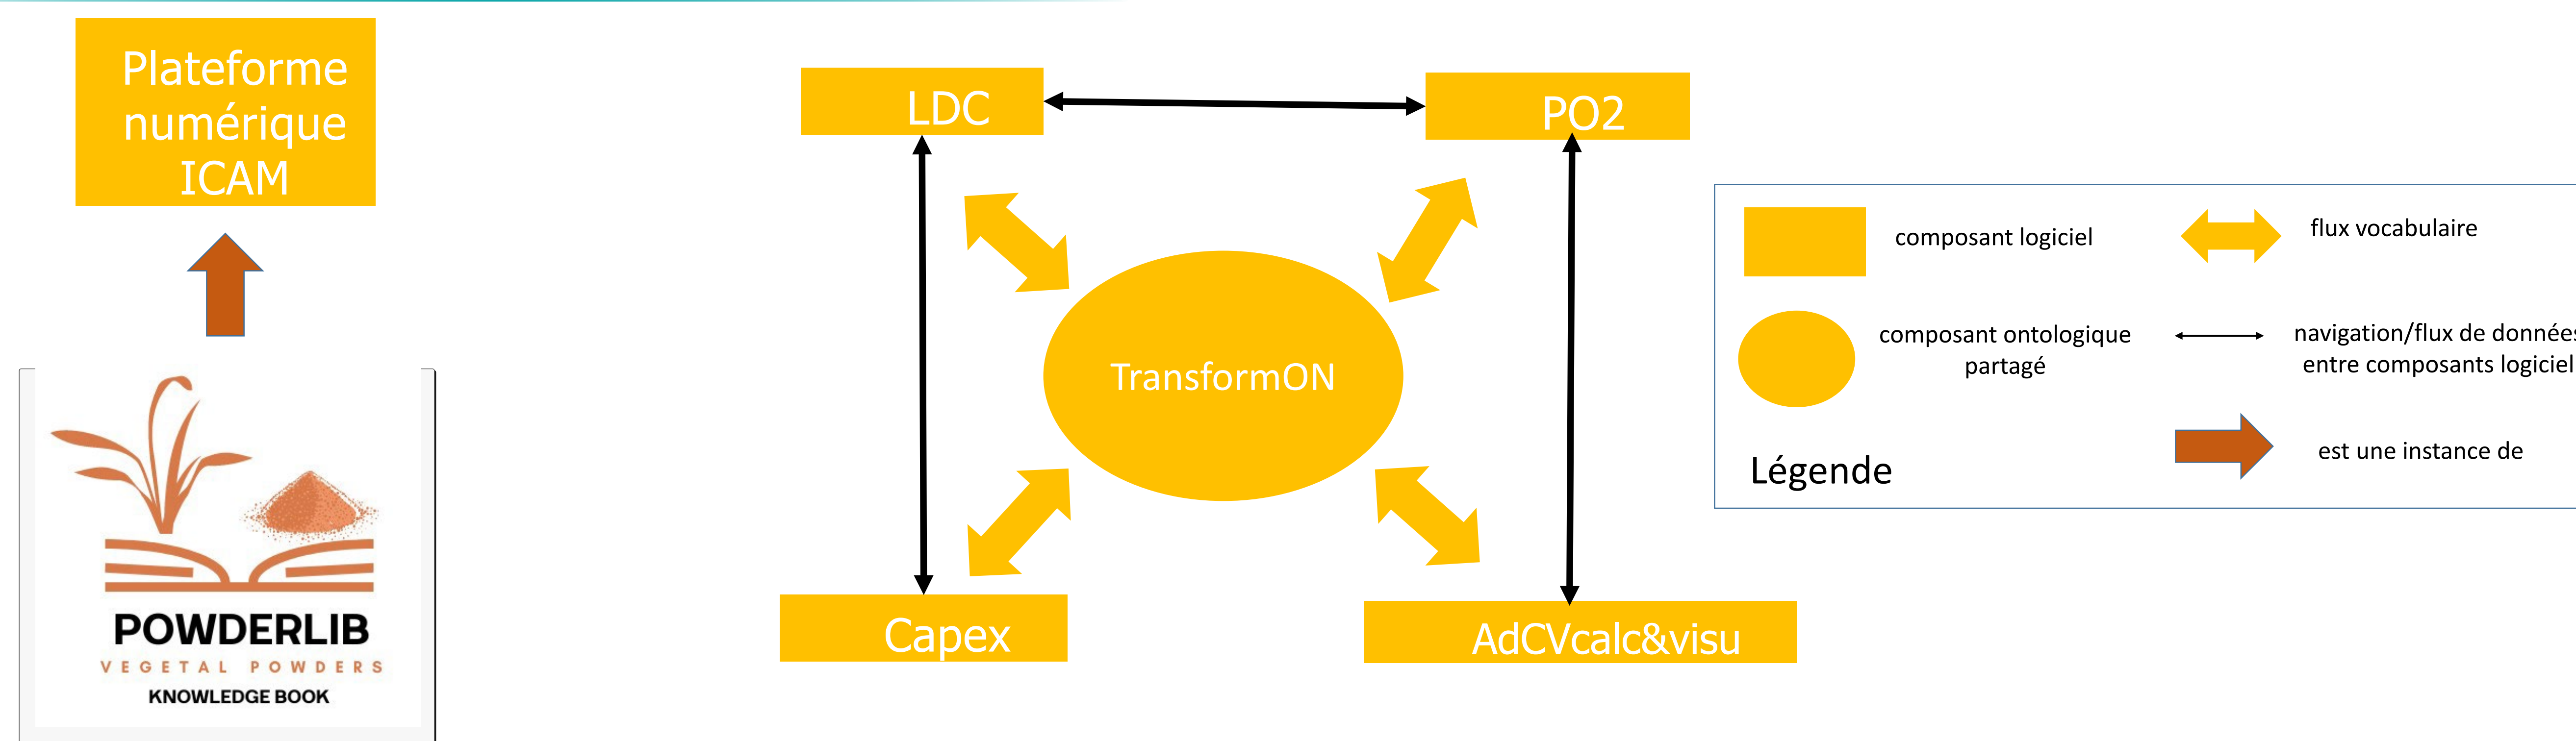 Plateforme
numérique
ICAM
POWDERLIB
VEGETAL POWDERS
KNOWLEDGE BOOK
LDC
PO2
TransformON
Capex
AdCVcalc&visu
composant logiciel
flux vocabulaire
composant ontologique
partagé
navigation/flux de données
entre composants logiciel
est une instance de
Légende